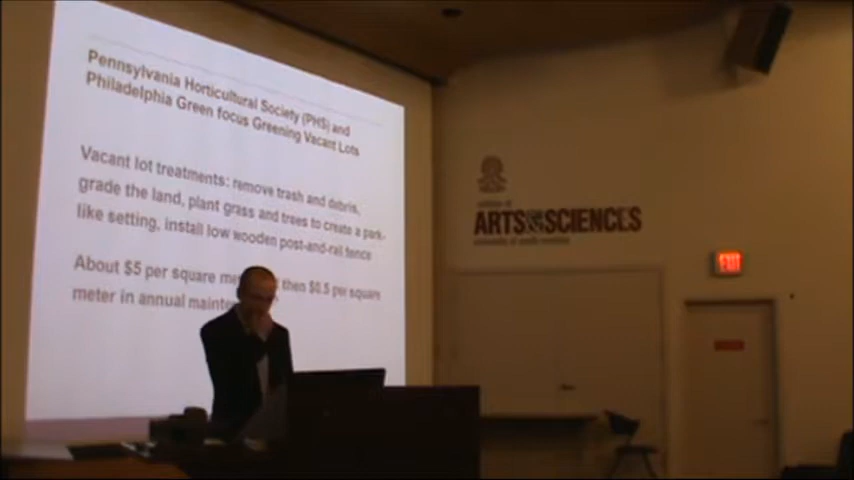 Pennsylvania Horticultural Society (PHS) and
Philadelphia Green focus Greening Vacant Lots
Vacant lot treatments: remove trash and debris,
grade the land, plant grass and trees to create a park-
like setting, install low wooden post-and-rail fence
About $5 per square me then $0.5 per square
meter in annual mainte
ARTS & SCIENCES
EXIT